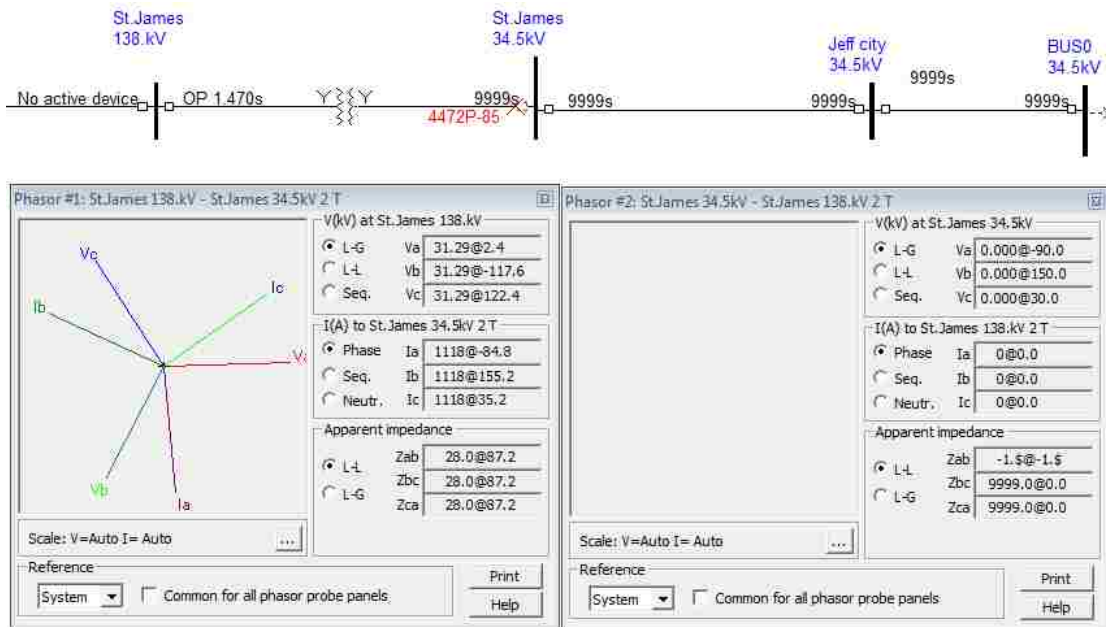 St.James
138.kV
St.James
34.5kV
Jeff city
34.5kV
BUS0
34.5kV
9999s
No active device
OP 1.470s
Y Y
9999s
4472P-85
9999s
9999s
9999s
Phasor #1: St.James 138.kV - St.James 34.5kV 2 T
Vc
Ib
Ic
Va
Vb
Ia
V(kV) at St.James 138.kV
L-G Va 31.29@2.4
L-L Vb 31.29@-117.6
Seq. Vc 31.29@122.4
I(A) to St.James 34.5kV 2 T
Phase Ia 1118@-84.8
Seq. Ib 1118@155.2
Neutr. Ic 1118@35.2
Apparent impedance
L-L Zab 28.0@87.2
Zbc 28.0@87.2
L-G Zca 28.0@87.2
Scale: V=Auto I= Auto ...
Reference
System Common for all phasor probe panels
Print
Help
Phasor #2: St.James 34.5kV - St.James 138.kV 2 T
V(kV) at St.James 34.5kV
L-G Va 0.000@-90.0
L-L Vb 0.000@150.0
Seq. Vc 0.000@30.0
I(A) to St.James 138.kV 2 T
Phase Ia 0@0.0
Seq. Ib 0@0.0
Neutr. Ic 0@0.0
Apparent impedance
L-L Zab -1.$@-1.$
Zbc 9999.0@0.0
L-G Zca 9999.0@0.0
Scale: V=Auto I= Auto ...
Reference
System Common for all phasor probe panels
Print
Help